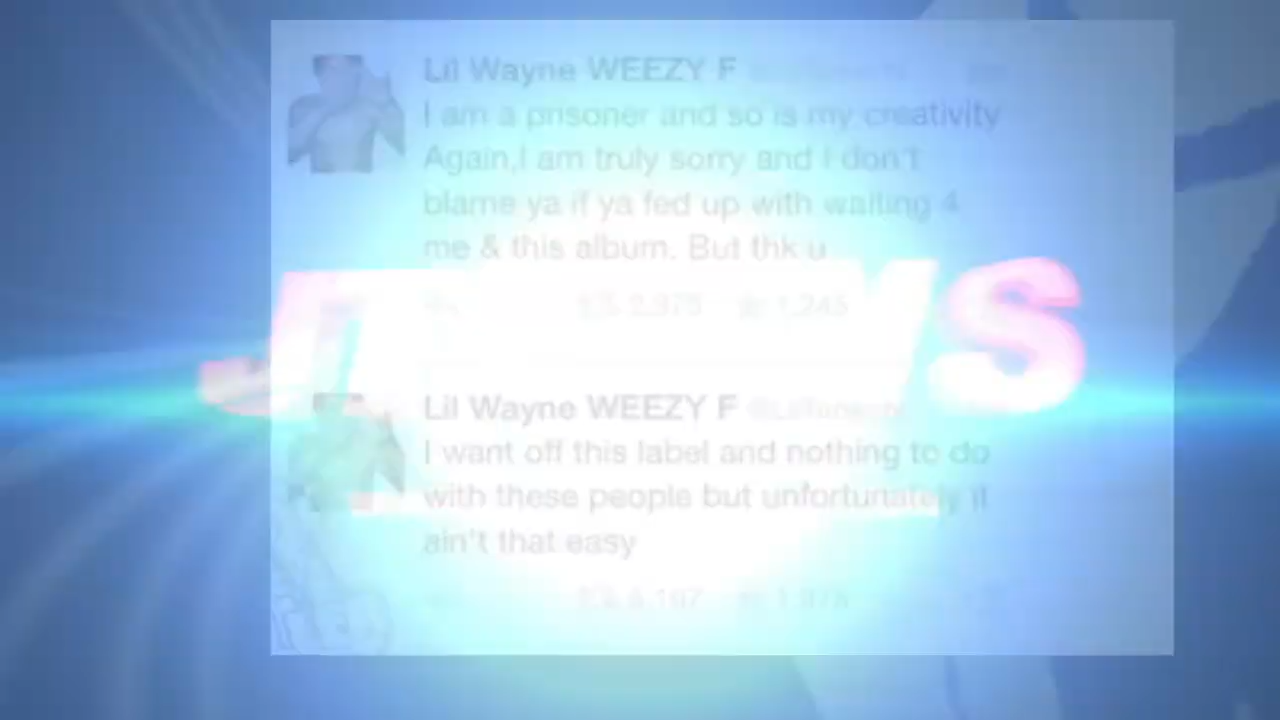 Lil Wayne WEEZY F
I am a prisoner and so is my creativity
Again,I am truly sorry and I don't
blame ya if ya fed up with waiting 4
me & this album. But thk u
Lil Wayne WEEZY F
I want off this label and nothing to do
with these people but unfortunately it
ain't that easy